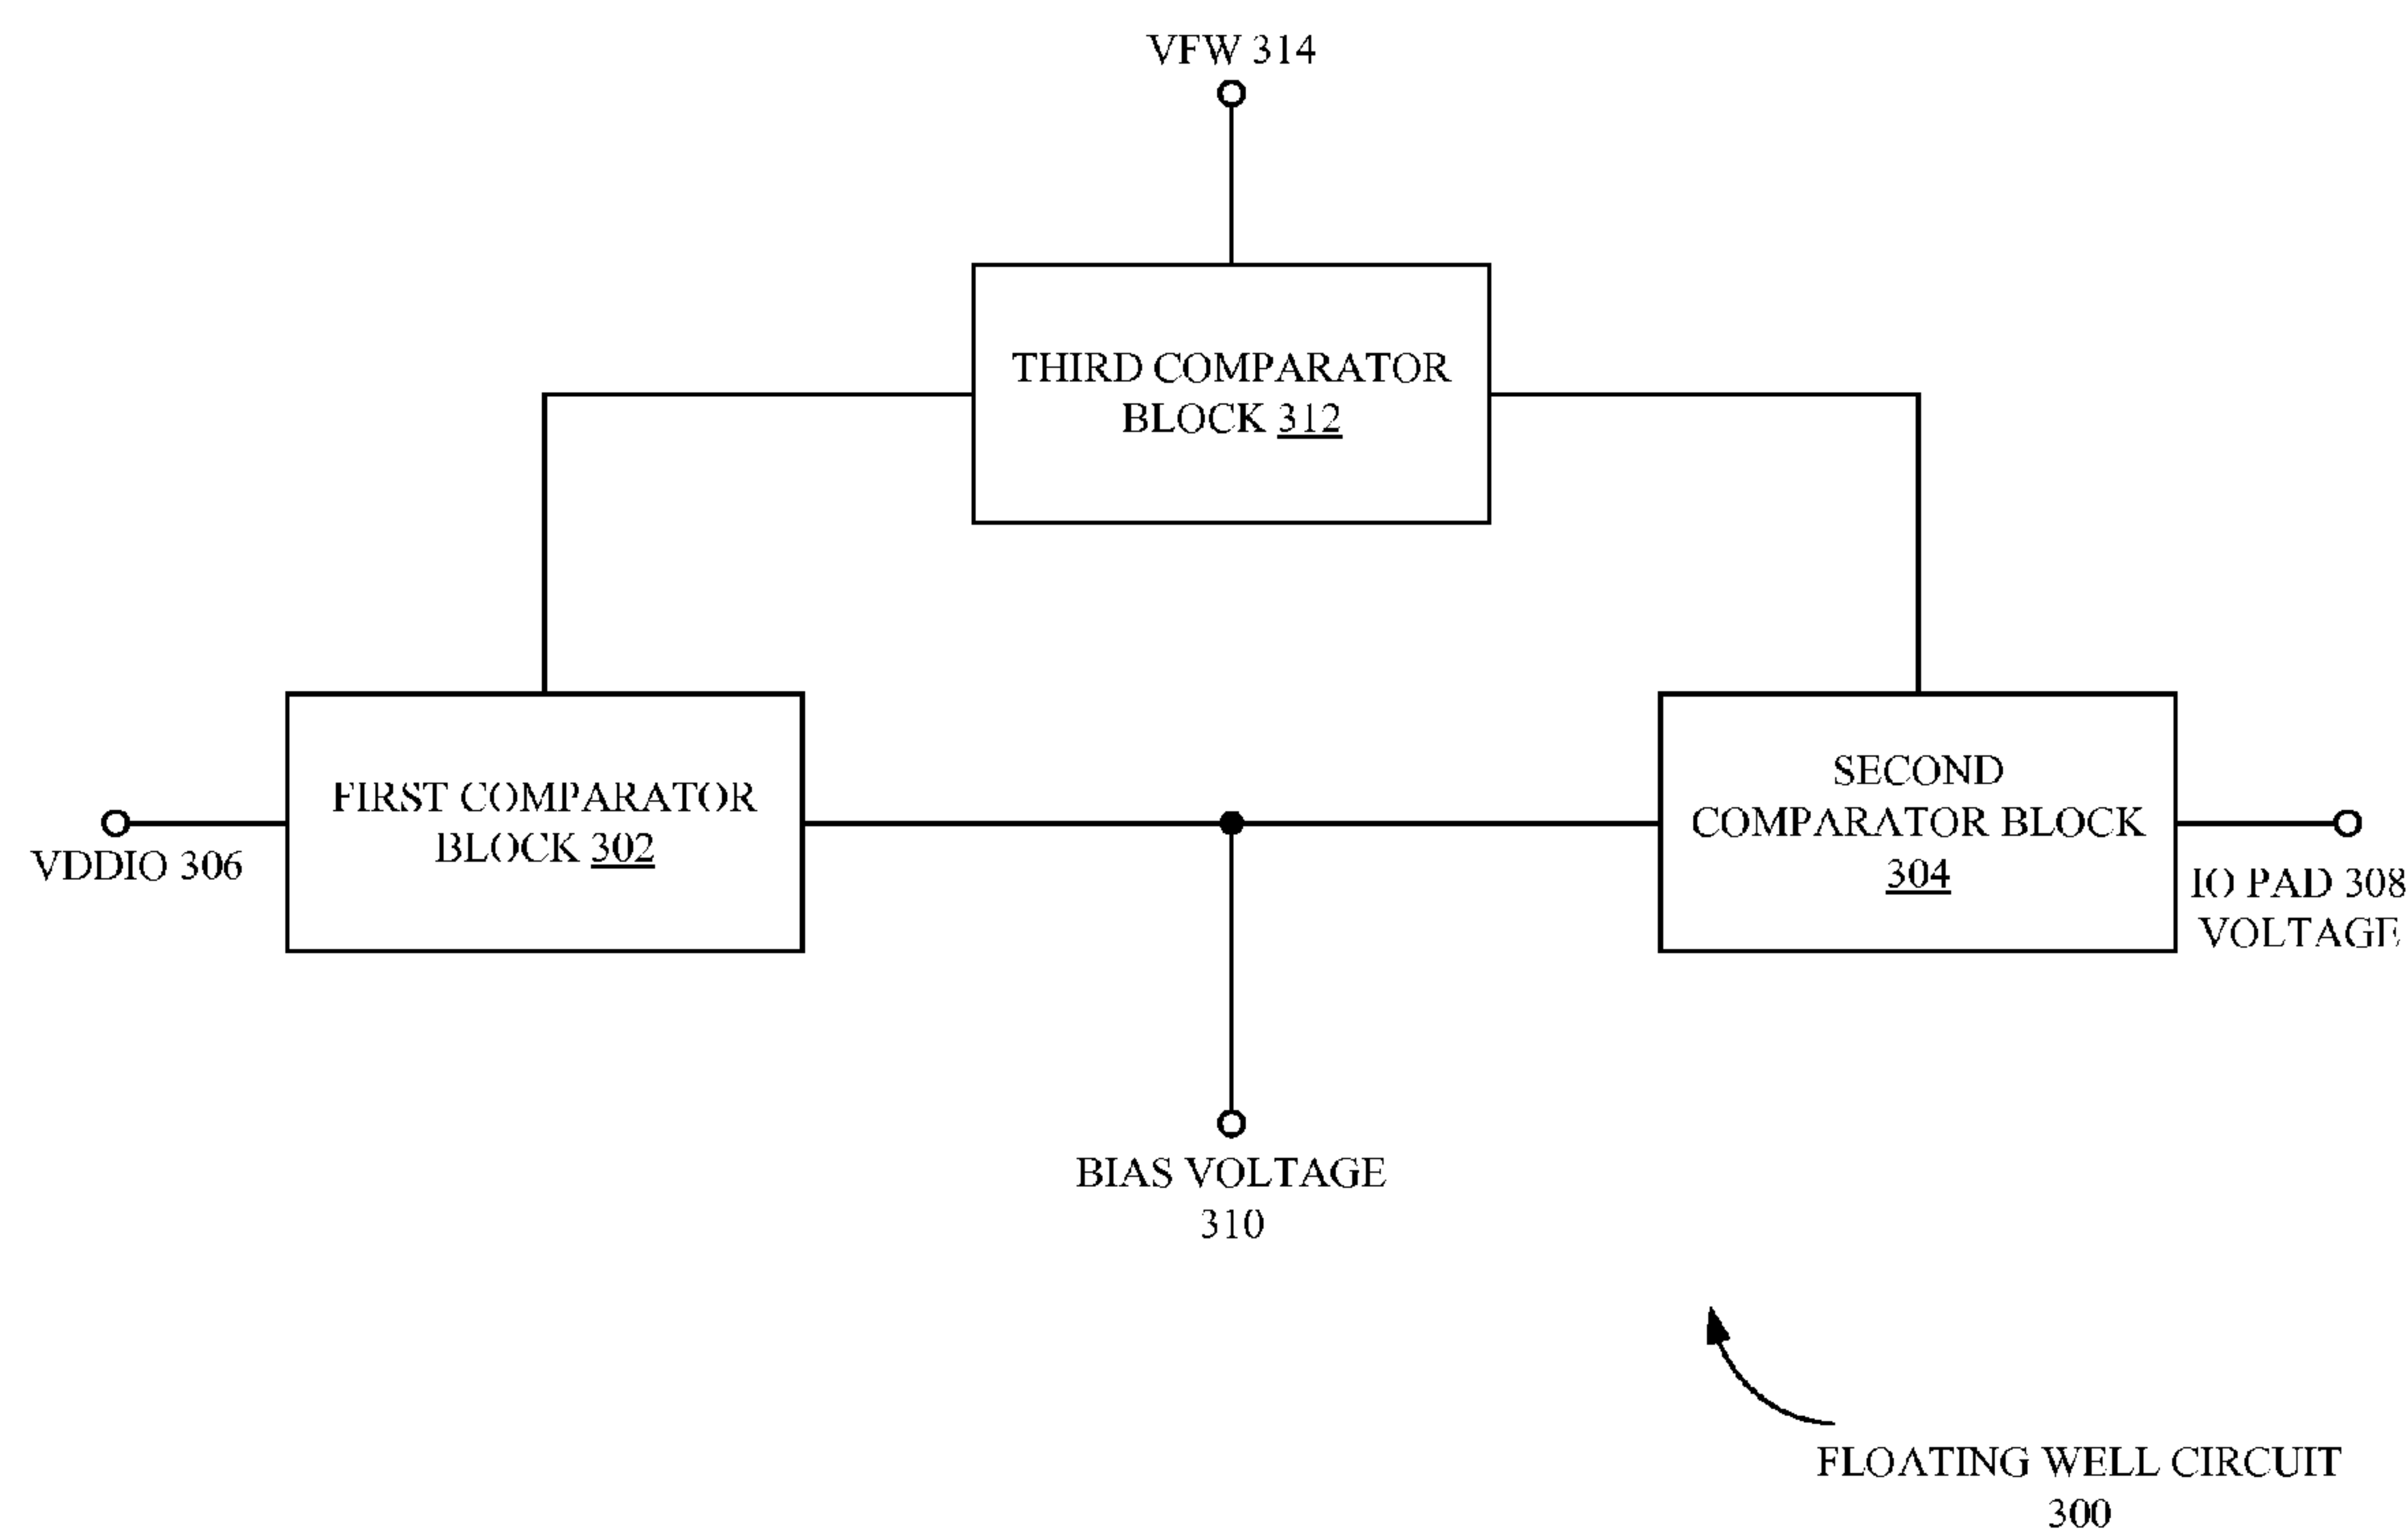 VFW 314
THIRD COMPARATOR
BLOCK 312
FIRST COMPARATOR
BLOCK 302
VDDIO 306
SECOND
COMPARATOR BLOCK
304
IO PAD 308
VOLTAGE
BIAS VOLTAGE
310
FLOATING WELL CIRCUIT
300